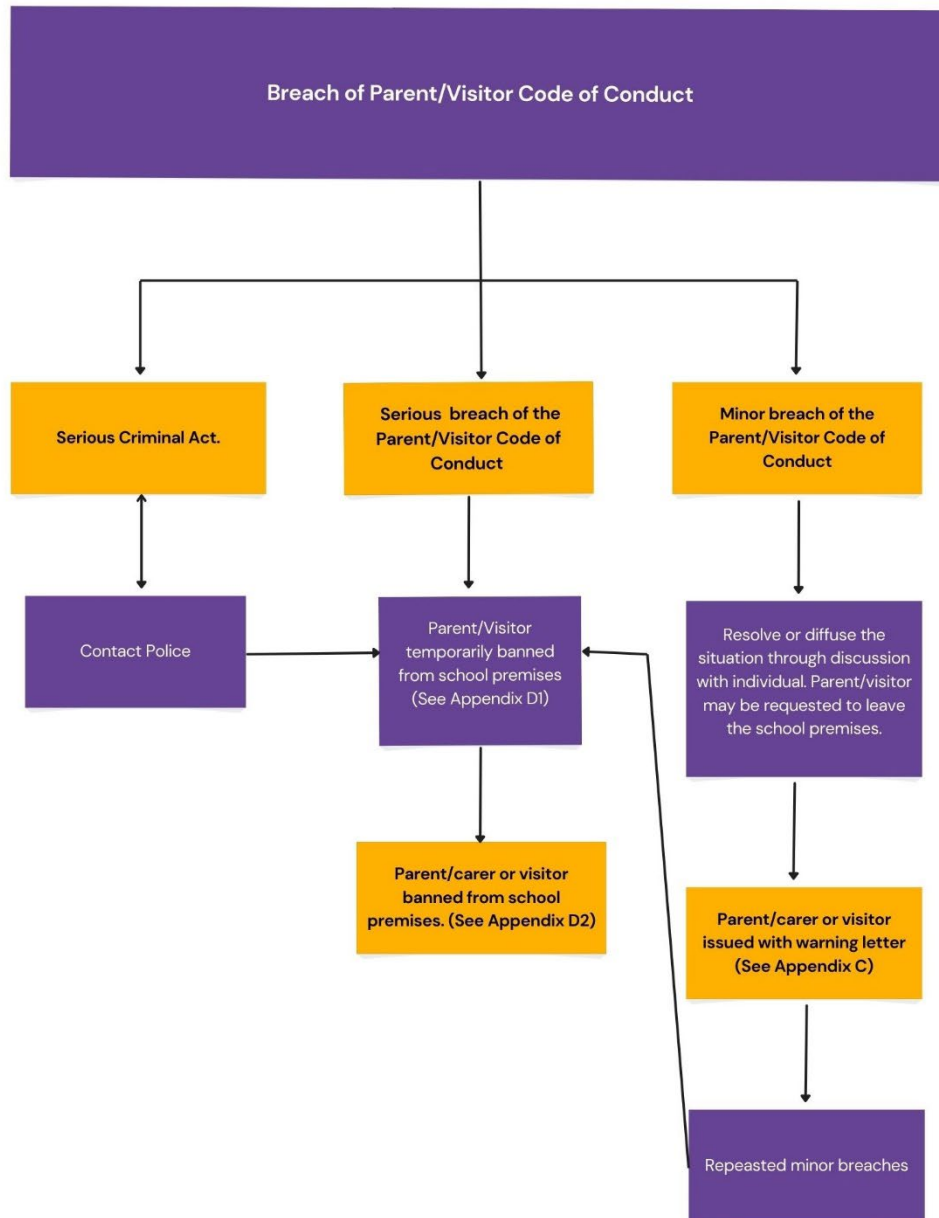 Breach of Parent/Visitor Code of Conduct
Serious Criminal Act.
Serious breach of the
Parent/Visitor Code of
Conduct
Minor breach of the
Parent/Visitor Code of
Conduct
Contact Police
Parent/Visitor
temporarily banned
from school premises
(See Appendix D1)
Resolve or diffuse the
situation through discussion
with individual. Parent/visitor
may be requested to leave
the school premises.
Parent/carer or visitor
banned from school
premises. (See Appendix D2)
Parent/carer or visitor
issued with warning letter
(See Appendix C)
Repeasted minor breaches